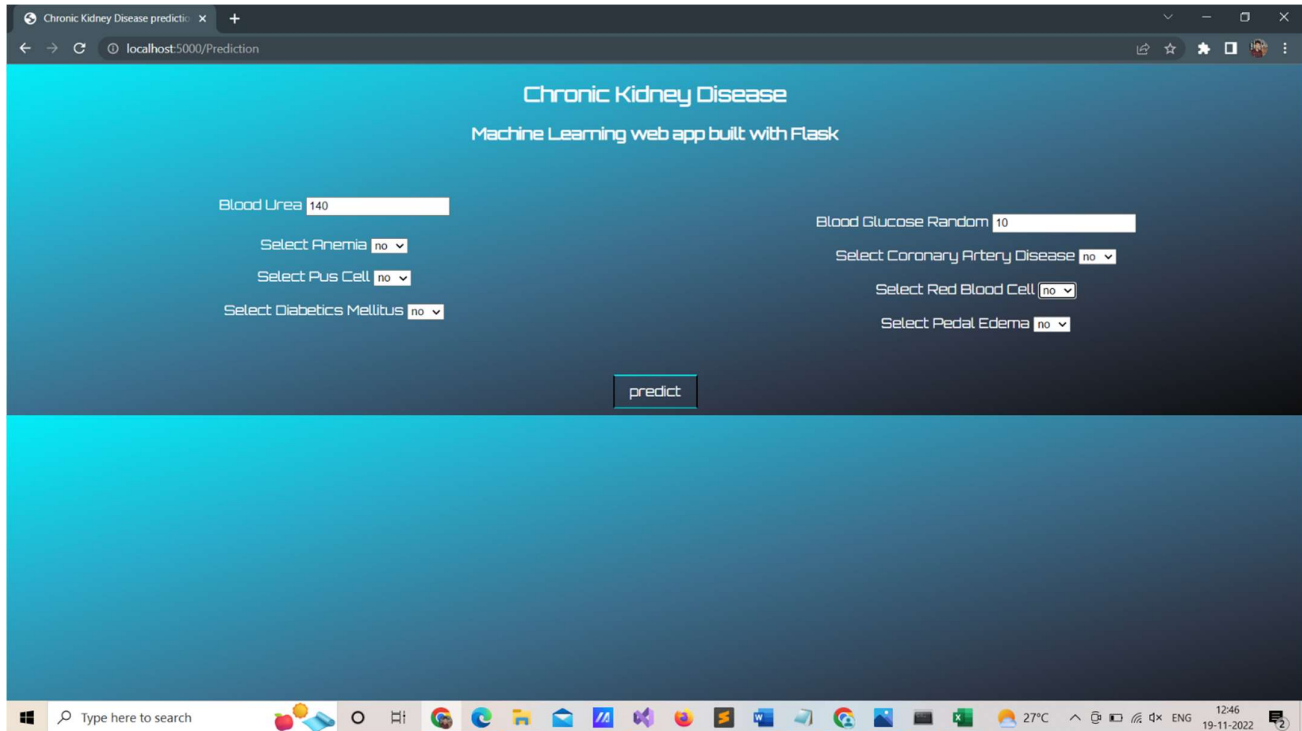 Chronic Kidney Disease predictio
localhost:5000/Prediction
Chronic Kidney Disease
Machine Learning web app built with Flask
Blood Urea 140
Select Anemia no
Select Pus Cell no
Select Diabetics Mellitus no
Blood Glucose Random 10
Select Coronary Artery Disease no
Select Red Blood Cell no
Select Pedal Edema no
predict
Type here to search
27°C
ENG
12:46
19-11-2022
2